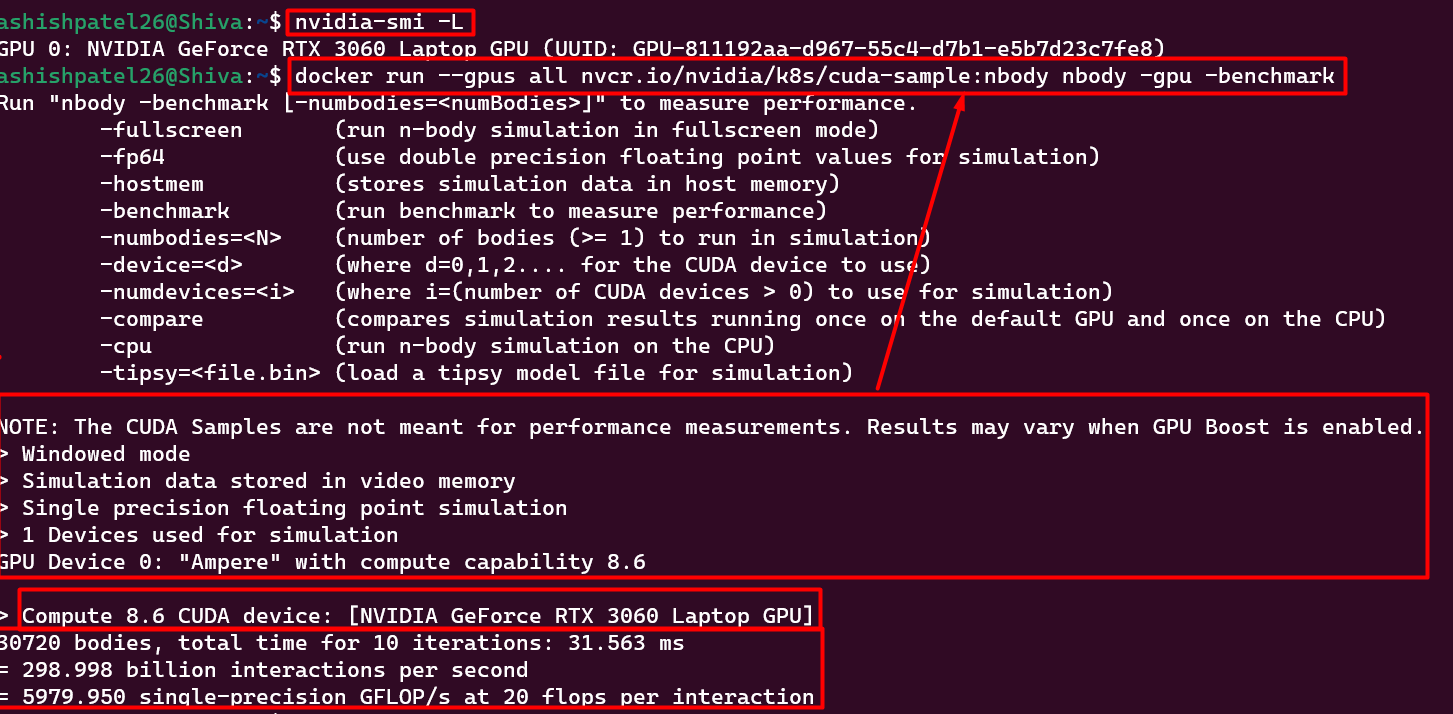 ashishpatel26@Shiva:~$ nvidia-smi -L
GPU 0: NVIDIA GeForce RTX 3060 Laptop GPU (UUID: GPU-811192aa-d967-55c4-d7b1-e5b7d23c7fe8)
ashishpatel26@Shiva:~$ docker run --gpus all nvcr.io/nvidia/k8s/cuda-sample:nbody nbody -gpu -benchmark
Run "nbody -benchmark [-numbodies=<numBodies>]" to measure performance.
-fullscreen (run n-body simulation in fullscreen mode)
-fp64 (use double precision floating point values for simulation)
-hostmem (stores simulation data in host memory)
-benchmark (run benchmark to measure performance)
-numbodies=<N> (number of bodies (>= 1) to run in simulation)
-device=<d> (where d=0,1,2.... for the CUDA device to use)
-numdevices=<i> (where i=(number of CUDA devices > 0) to use for simulation)
-compare (compares simulation results running once on the default GPU and once on the CPU)
-cpu (run n-body simulation on the CPU)
-tipsy=<file.bin> (load a tipsy model file for simulation)
NOTE: The CUDA Samples are not meant for performance measurements. Results may vary when GPU Boost is enabled.
> Windowed mode
> Simulation data stored in video memory
> Single precision floating point simulation
> 1 Devices used for simulation
GPU Device 0: "Ampere" with compute capability 8.6
> Compute 8.6 CUDA device: [NVIDIA GeForce RTX 3060 Laptop GPU]
30720 bodies, total time for 10 iterations: 31.563 ms
= 298.998 billion interactions per second
= 5979.950 single-precision GFLOP/s at 20 flops per interaction